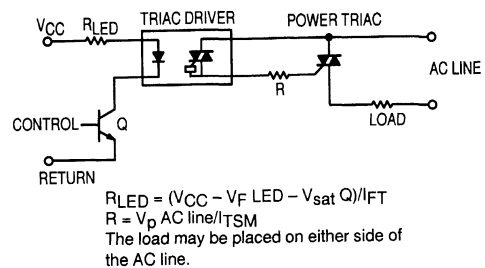 TRIAC DRIVER
POWER TRIAC
VCC
RLED
AC LINE
R
CONTROL
Q
LOAD
RETURN
RLED = (VCC – VF LED – Vsat Q)/IFT
R = Vp AC line/ITSM
The load may be placed on either side of
the AC line.